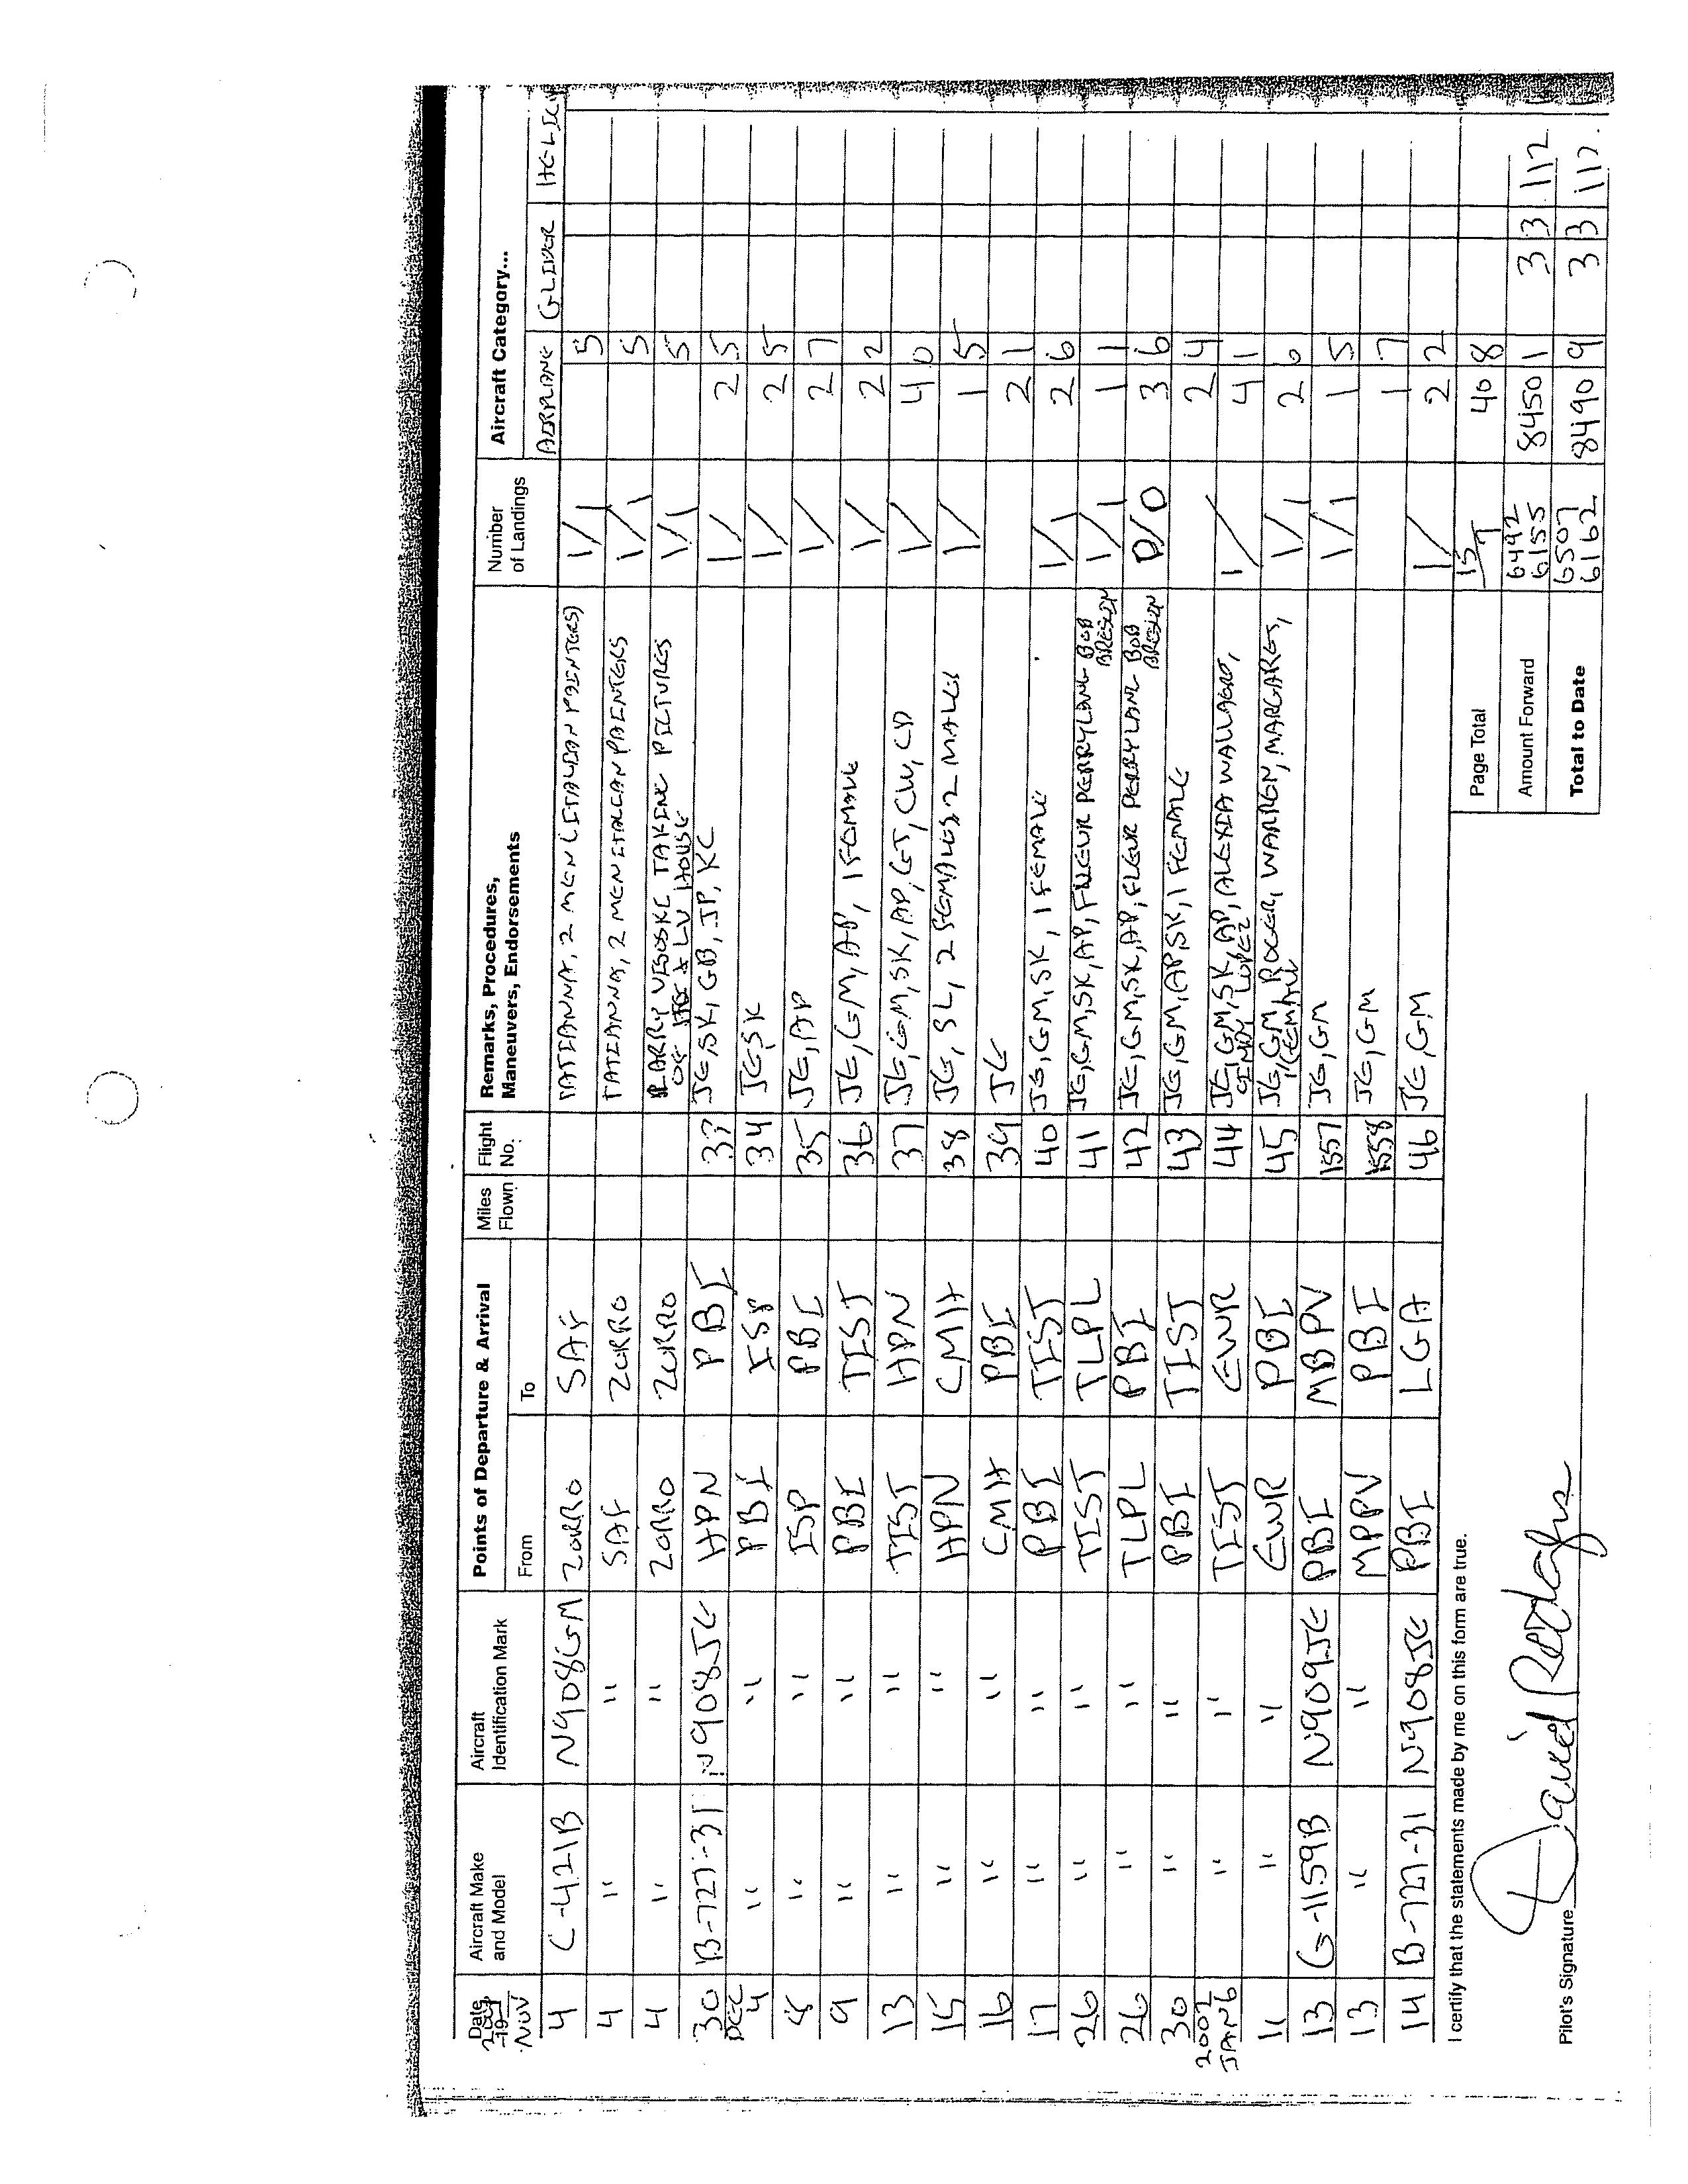 Date 2001 NOV | Aircraft Make and Model | Aircraft Identification Mark | Points of Departure & Arrival From | To | Miles Flown | Flight No. | Remarks, Procedures, Maneuvers, Endorsements | Number of Landings | Aircraft Category... AIRPLANE | GLIDER | HELICO
4 | C-421B | N908GM | ZORRO | SAF | | | TATIANNA, 2 MEN (ITALIAN PAINTERS) | 1/1 | 5
4 | " | " | SAF | ZORRO | | | TATIANNA, 2 MEN ITALIAN PAINTERS | 1/1 | 5
4 | " | " | ZORRO | ZORRO | | | LARRY VISOSKI TAKING PICTURES OF & LV HOUSE | 1/1 | 5
30 | B-727-31 | N908JE | HPN | PBI | | 33 | JE, SK, GB, JP, KC | 1/ | 2 5
DEC 4 | " | " | PBI | ISP | | 34 | JE, SK | 1/ | 2 5
8 | " | " | ISP | PBI | | 35 | JE, AP | 1/ | 2 7
9 | " | " | PBI | TIST | | 36 | JE, GM, AP, 1 FEMALE | 1/ | 2 2
13 | " | " | TIST | HPN | | 37 | JE, GM, SK, AP, GT, CW, CD | 1/ | 4 0
15 | " | " | HPN | CMH | | 38 | JE, SL, 2 FEMALES, 2 MALES | 1/ | 1 5
16 | " | " | CMH | PBI | | 39 | JE | | 2 1
17 | " | " | PBI | TIST | | 40 | JE, GM, SK, 1 FEMALE | 1/1 | 2 6
26 | " | " | TIST | TLPL | | 41 | JE, GM, SK, AP, FLEUR PERRYLANE BOB BRESLIN | 1/1 | 1 1
26 | " | " | TLPL | PBI | | 42 | JE, GM, SK, AP, FLEUR PERRYLANE BOB BRESLIN | 0/0 | 3 6
30 | " | " | PBI | TIST | | 43 | JE, GM, AP, SK, 1 FEMALE | | 2 4
2002 JAN 6 | " | " | TIST | EWR | | 44 | JE, GM, SK, AP, ALEXIA WALLAERT, CINDY LOPEZ | 1/ | 4 1
11 | " | " | EWR | PBI | | 45 | JE, GM, ROGER, WARREN, MARGARET, 1 FEMALE | 1/1 | 2 6
13 | G-1159B | N909JE | PBI | MBPV | | 1557 | JE, GM | 1/1 | 1 5
13 | " | " | MPPV | PBI | | 1558 | JE, GM | | 1 7
14 | B-727-31 | N908JE | PBI | LGA | | 46 | JE, GM | 1/ | 2 2
I certify that the statements made by me on this form are true.
Page Total | 15/7 | 40 8
Amount Forward | 6492 6155 | 8450 1 | 3 3 | 112
Total to Date | 6507 6162 | 8490 9 | 3 3 | 112
Pilot's Signature David Rodgers